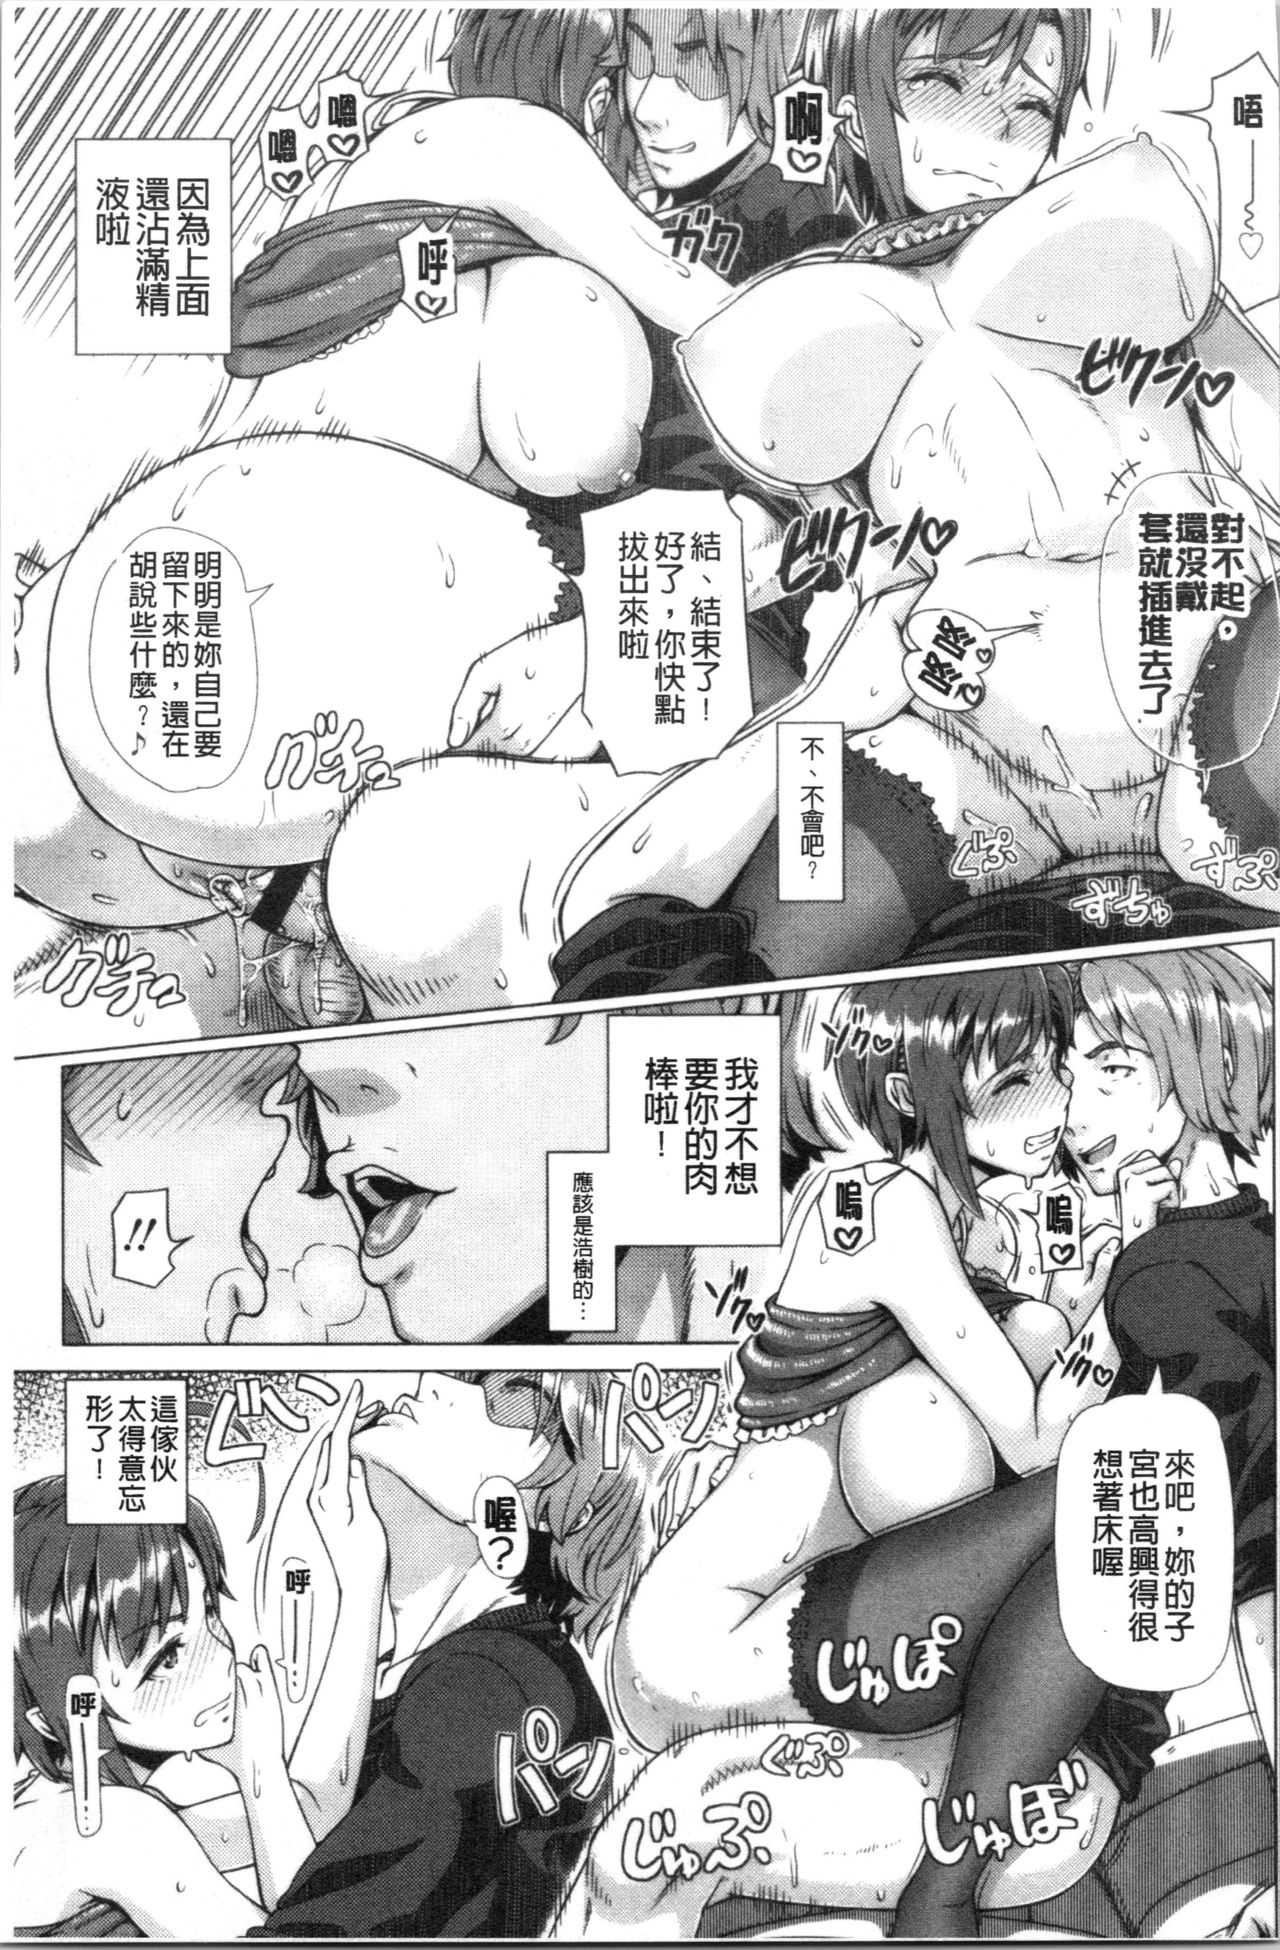 唔
對不起，
還沒戴
套就插進去了
啊
ガク
ビクーン
ビクーン
嗯
嗯
呼
因為上面
還沾滿精
液啦
結、結束了！
好了，你快點
拔出來啦
不、不會吧？
明明是妳自己要
留下來的，還在
胡說些什麼？♪
グチュ
グチュ
ぐぷ
ずちゅ
ずぷ
ゾク
嗚
嗚
ゾク
ゾク
來吧，妳的子
宮也高興得很
想著床喔
我才不想
要你的肉
棒啦！
應該是浩樹的…
!!
じゅぽ
ぐぷ
じゅぷ
じゅぼ
パン
パン
喔？
這傢伙
太得意忘
形了！
呼……
呼……